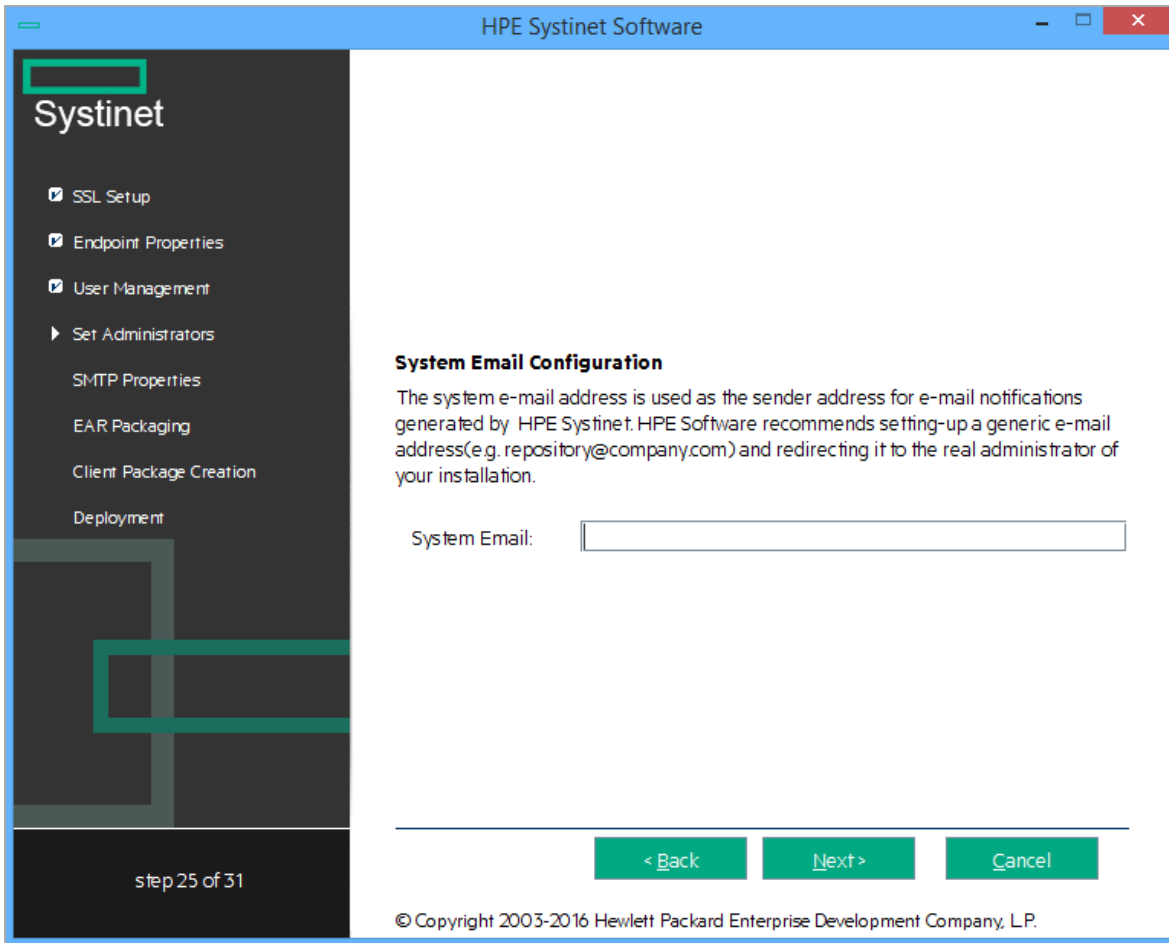 HPE Systinet Software
Systinet
SSL Setup
Endpoint Properties
User Management
Set Administrators
SMTP Properties
EAR Packaging
Client Package Creation
Deployment
step 25 of 31
System Email Configuration
The system e-mail address is used as the sender address for e-mail notifications
generated by  HPE Systinet. HPE Software recommends setting-up a generic e-mail
address(e.g. repository@company.com) and redirecting it to the real administrator of
your installation.
System Email:
< Back
Next >
Cancel
© Copyright 2003-2016 Hewlett Packard Enterprise Development Company, L.P.